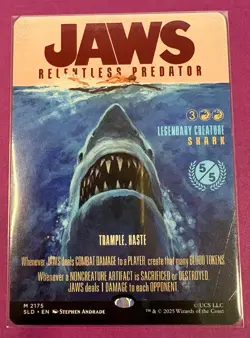 JAWS
RELENTLESS PREDATOR
3
LEGENDARY CREATURE
SHARK
5/5
TRAMPLE, HASTE
Whenever JAWS deals COMBAT DAMAGE to a PLAYER, create that many BLOOD TOKENS.
Whenever a NONCREATURE ARTIFACT is SACRIFICED or DESTROYED,
JAWS deals 1 DAMAGE to each OPPONENT.
M 2175
SLD • EN Stephen Andrade
© UCS LLC
™ & © 2025 Wizards of the Coast